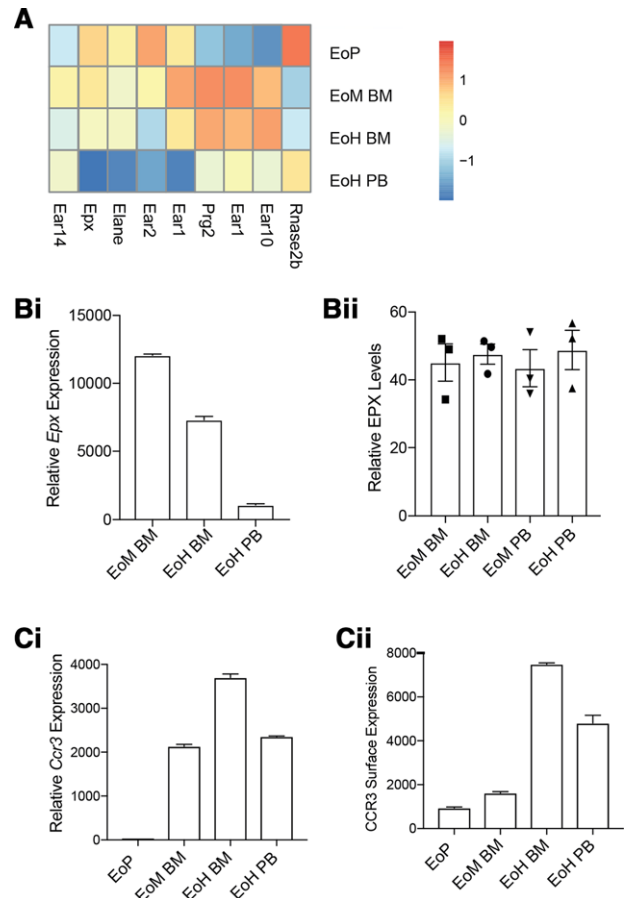 A
EoP
EoM BM
EoH BM
EoH PB
1
0
−1
Ear14
Epx
Elane
Ear2
Ear1
Prg2
Ear1
Ear10
Rnase2b
Bi
Relative Epx Expression
15000
10000
5000
0
EoM BM
EoH BM
EoH PB
Bii
Relative EPX Levels
60
40
20
0
EoM BM
EoH BM
EoM PB
EoH PB
Ci
Relative Ccr3 Expression
4000
3000
2000
1000
0
EoP
EoM BM
EoH BM
EoH PB
Cii
CCR3 Surface Expression
8000
6000
4000
2000
0
EoP
EoM BM
EoH BM
EoH PB